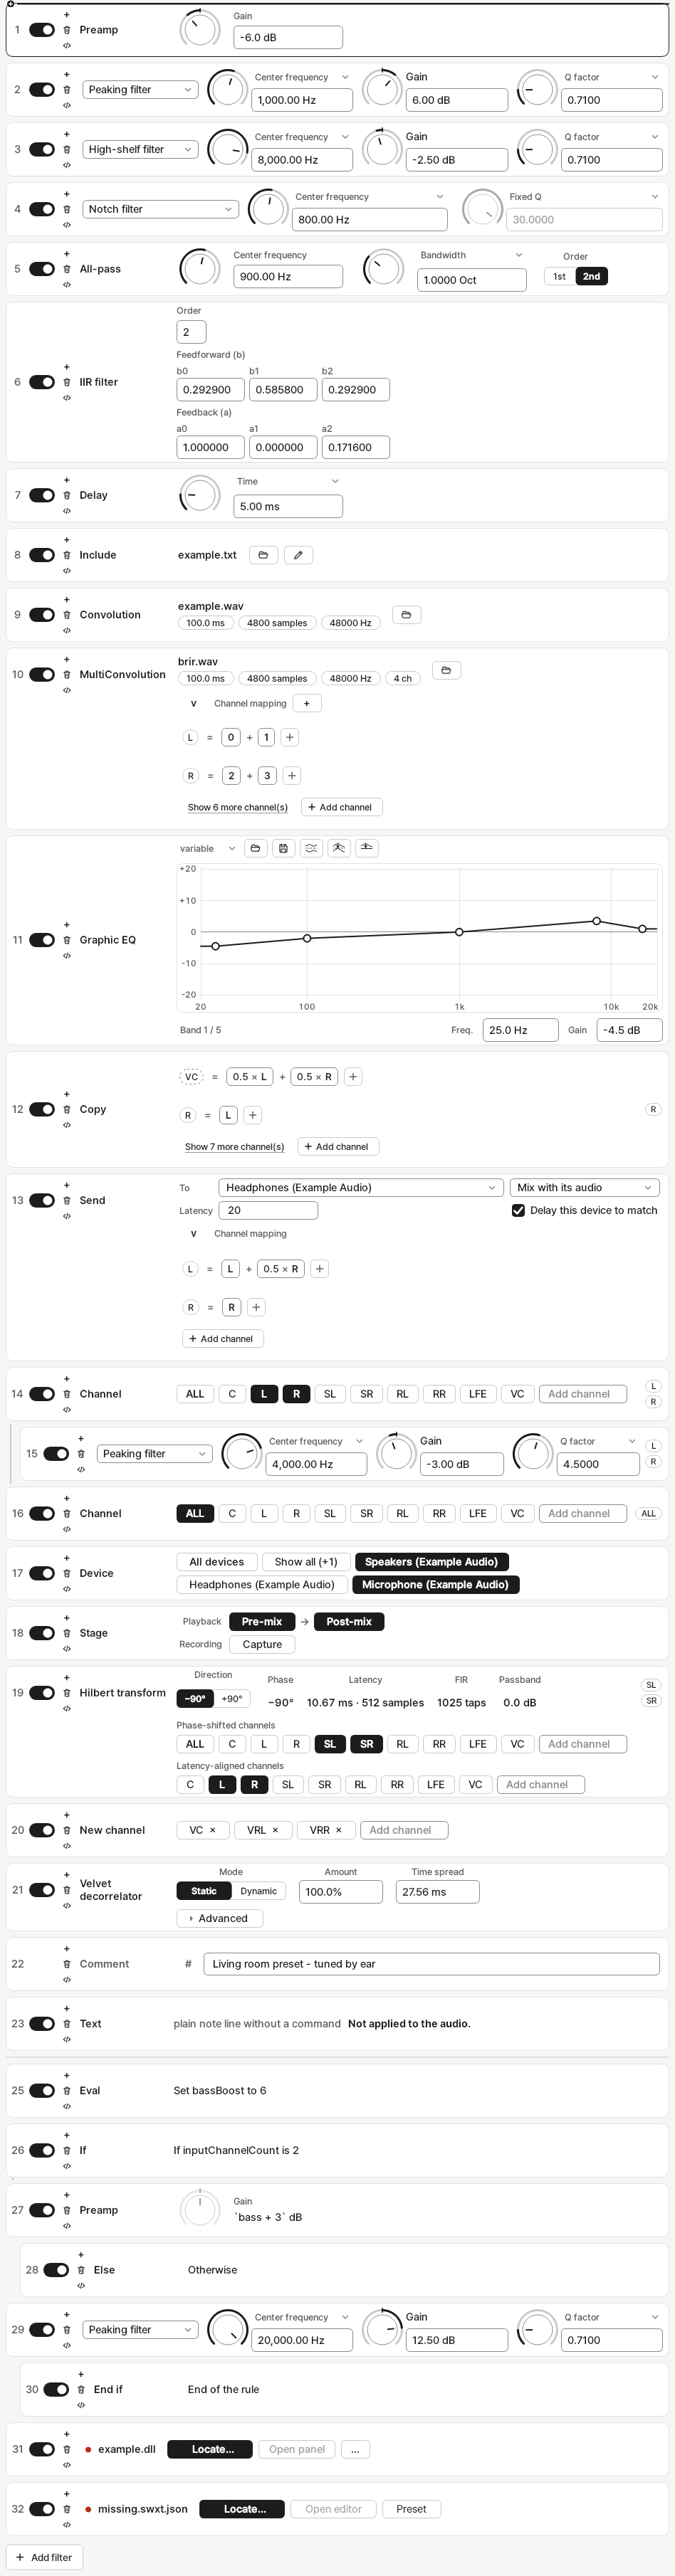 1 Preamp Gain
-6.0 dB
2 Peaking filter Center frequency Gain Q factor
1,000.00 Hz 6.00 dB 0.7100
3 High-shelf filter Center frequency Gain Q factor
8,000.00 Hz -2.50 dB 0.7100
4 Notch filter Center frequency Fixed Q
800.00 Hz 30.0000
5 All-pass Center frequency Bandwidth Order
900.00 Hz 1.0000 Oct 1st 2nd
Order
2
Feedforward (b)
b0 b1 b2
6 IIR filter 0.292900 0.585800 0.292900
Feedback (a)
a0 a1 a2
1.000000 0.000000 0.171600
7 Delay Time
5.00 ms
8 Include example.txt
9 Convolution example.wav
100.0 ms 4800 samples 48000 Hz
10 MultiConvolution brir.wav
100.0 ms 4800 samples 48000 Hz 4 ch
v Channel mapping +
L = 0 + 1 +
R = 2 + 3 +
Show 6 more channel(s) + Add channel
variable
+20
+10
11 Graphic EQ 0
-10
-20
20 100 1k 10k 20k
Band 1 / 5 Freq. 25.0 Hz Gain -4.5 dB
VC = 0.5 × L + 0.5 × R +
12 Copy R
R = L +
Show 7 more channel(s) + Add channel
To Headphones (Example Audio) Mix with its audio
13 Send
Latency 20 Delay this device to match
v Channel mapping
L = L + 0.5 × R +
R = R +
+ Add channel
14 Channel ALL C L R SL SR RL RR LFE VC Add channel L R
15 Peaking filter Center frequency Gain Q factor L R
4,000.00 Hz -3.00 dB 4.5000
16 Channel ALL C L R SL SR RL RR LFE VC Add channel ALL
17 Device All devices Show all (+1) Speakers (Example Audio)
Headphones (Example Audio) Microphone (Example Audio)
18 Stage Playback Pre-mix → Post-mix
Recording Capture
19 Hilbert transform Direction Phase Latency FIR Passband SL SR
−90° +90° −90° 10.67 ms · 512 samples 1025 taps 0.0 dB
Phase-shifted channels
ALL C L R SL SR RL RR LFE VC Add channel
Latency-aligned channels
C L R SL SR RL RR LFE VC Add channel
20 New channel VC × VRL × VRR × Add channel
21 Velvet decorrelator Mode Amount Time spread
Static Dynamic 100.0% 27.56 ms
Advanced
22 Comment # Living room preset - tuned by ear
23 Text plain note line without a command Not applied to the audio.
25 Eval Set bassBoost to 6
26 If If inputChannelCount is 2
27 Preamp Gain
`bass + 3` dB
28 Else Otherwise
29 Peaking filter Center frequency Gain Q factor
20,000.00 Hz 12.50 dB 0.7100
30 End if End of the rule
31 example.dll Locate... Open panel ...
32 missing.swxt.json Locate... Open editor Preset
+ Add filter